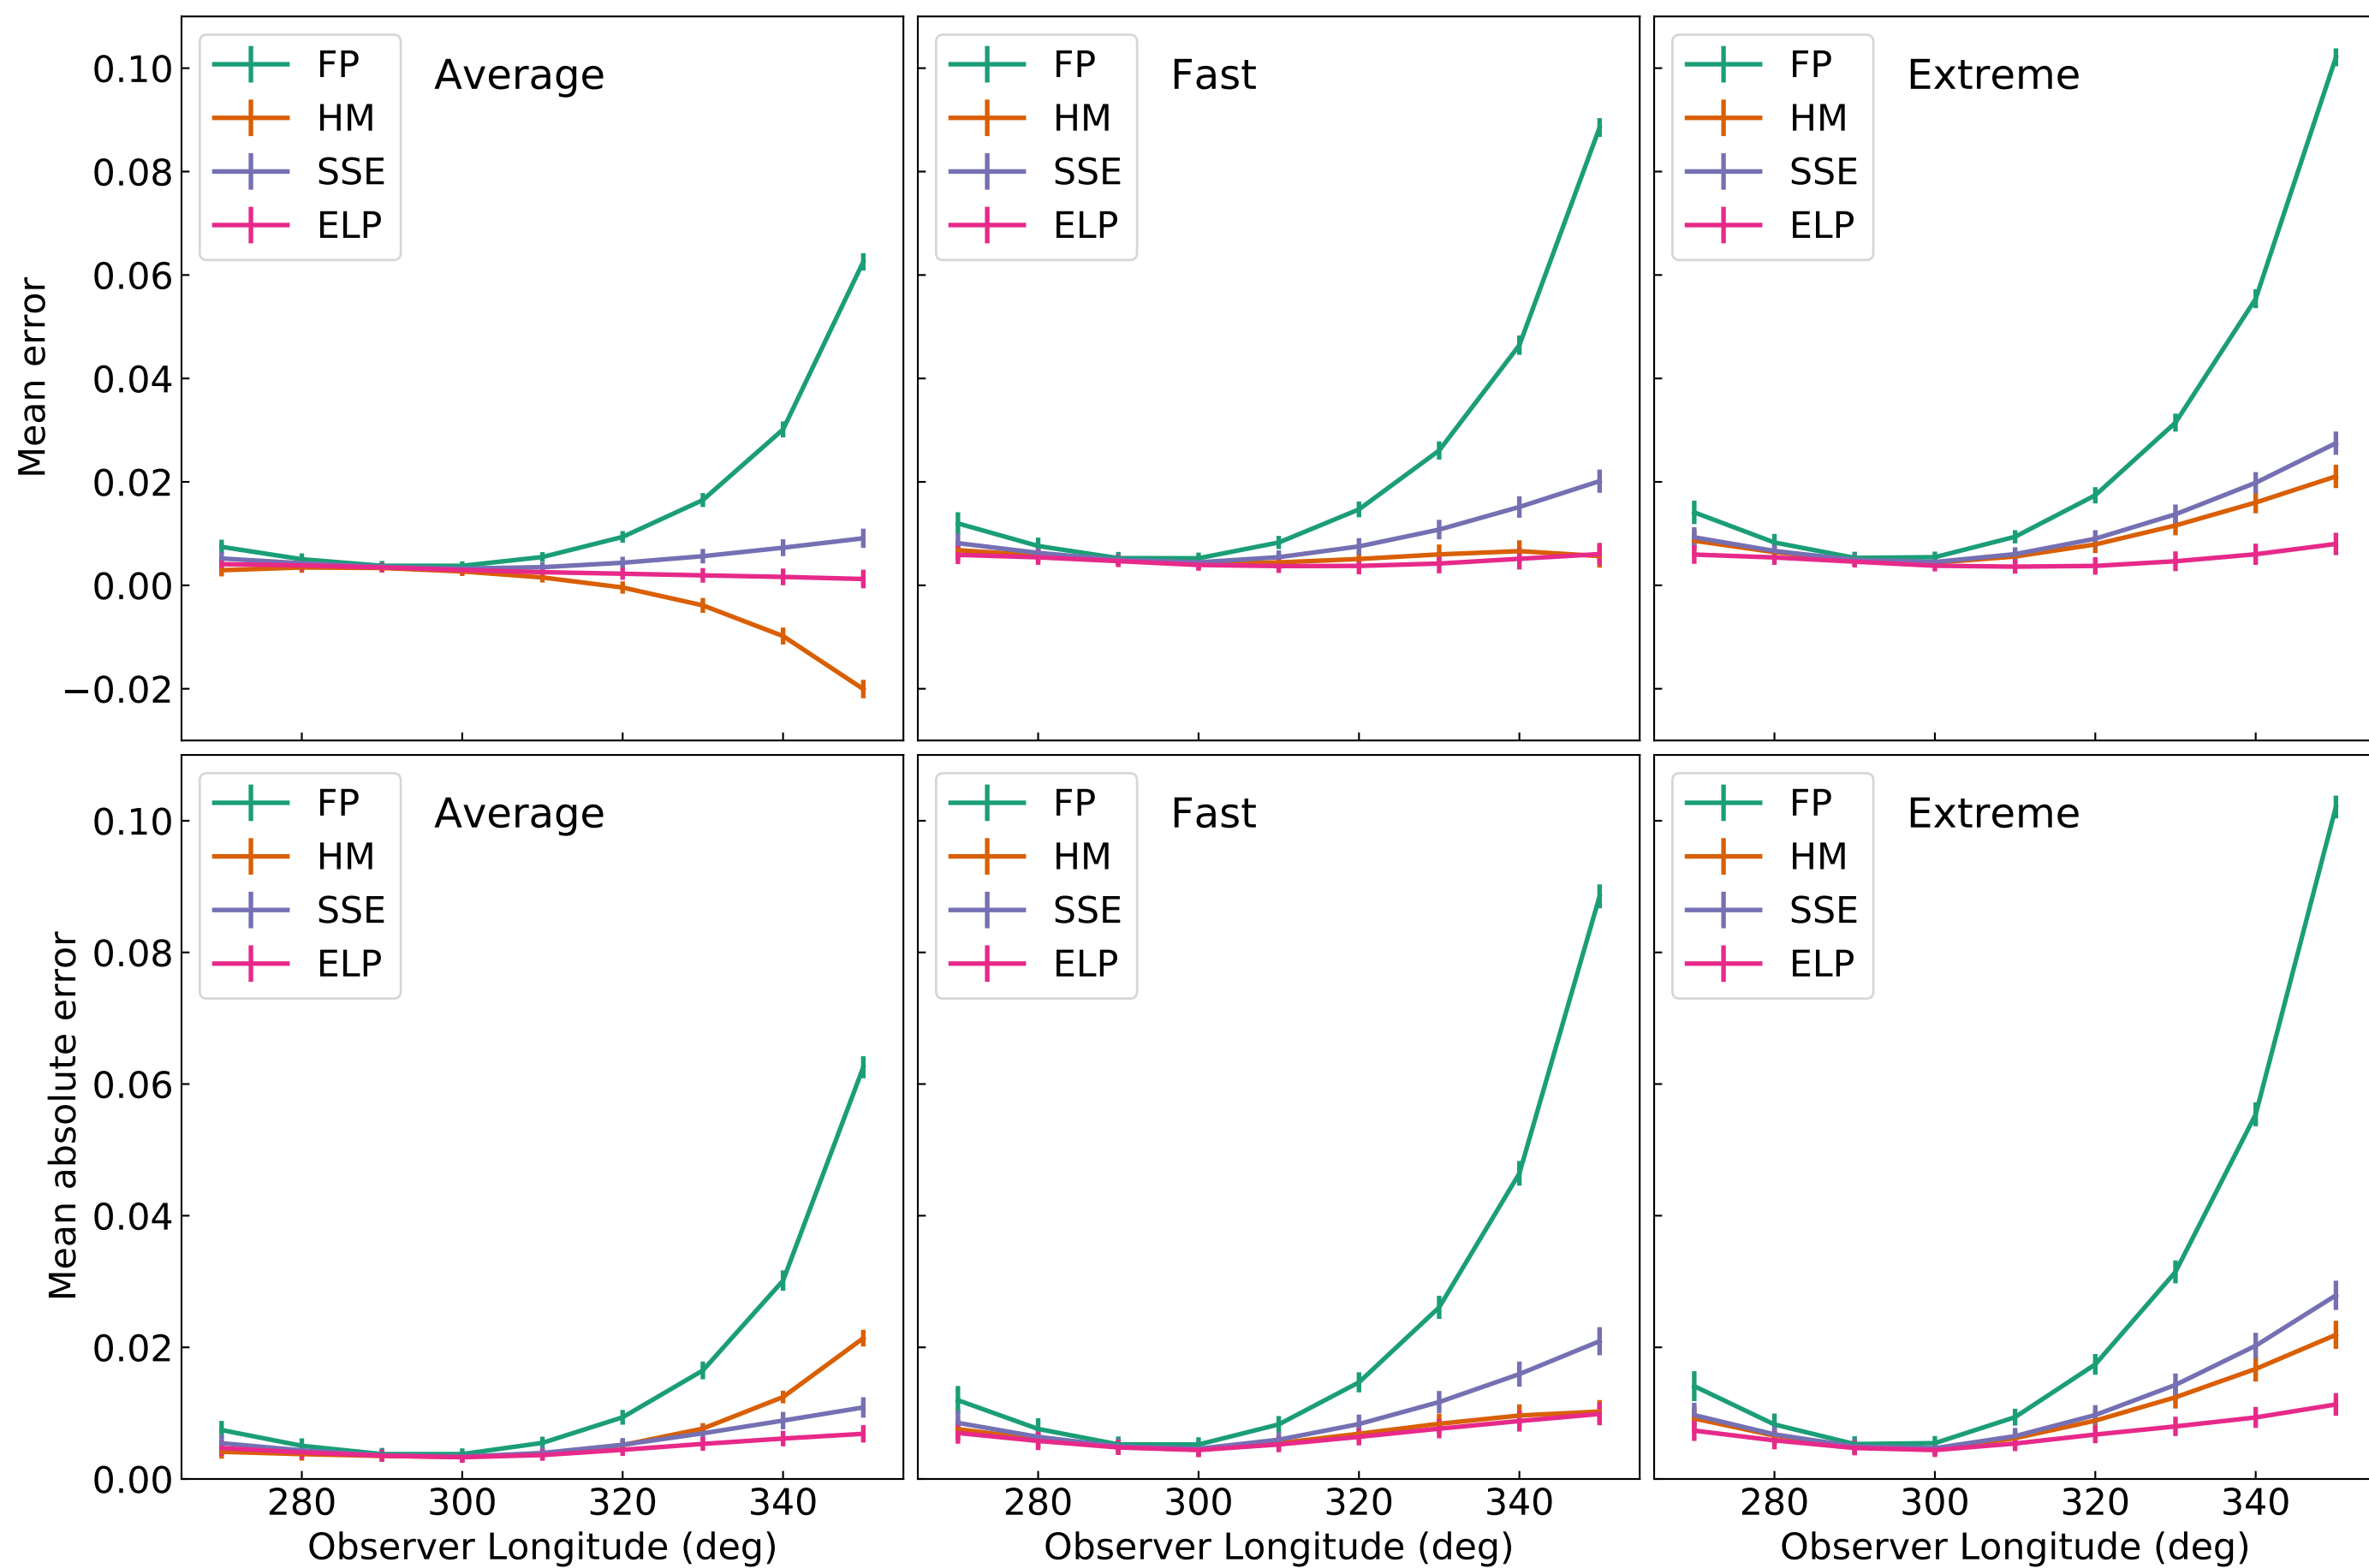 Mean error
0.10
0.08
0.06
0.04
0.02
0.00
−0.02
FP
HM
SSE
ELP
Average
FP
HM
SSE
ELP
Fast
FP
HM
SSE
ELP
Extreme
Mean absolute error
0.10
0.08
0.06
0.04
0.02
0.00
FP
HM
SSE
ELP
Average
FP
HM
SSE
ELP
Fast
FP
HM
SSE
ELP
Extreme
280 300 320 340
280 300 320 340
280 300 320 340
Observer Longitude (deg)
Observer Longitude (deg)
Observer Longitude (deg)